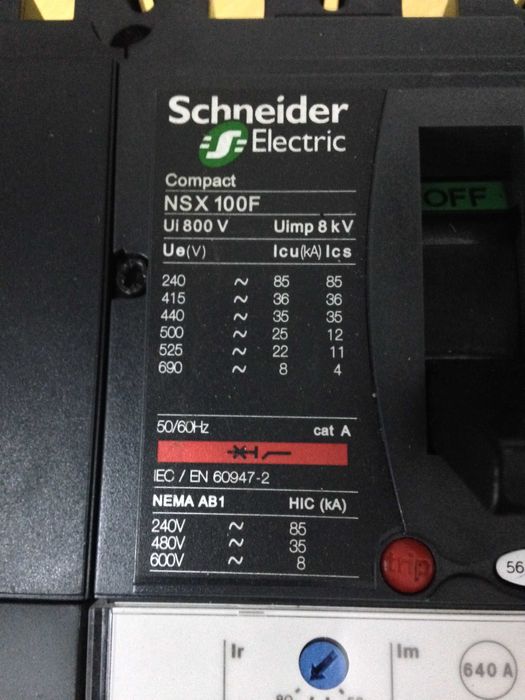 Schneider
Electric
Compact
NSX 100F
Ui 800 V Uimp 8 kV
Ue(V) Icu(kA) Ics
240 ~ 85 85
415 ~ 36 36
440 ~ 35 35
500 ~ 25 12
525 ~ 22 11
690 ~ 8 4
50/60Hz cat A
IEC / EN 60947-2
NEMA AB1 HIC (kA)
240V ~ 85
480V ~ 35
600V ~ 8
OFF
trip
56
Ir Im
640 A